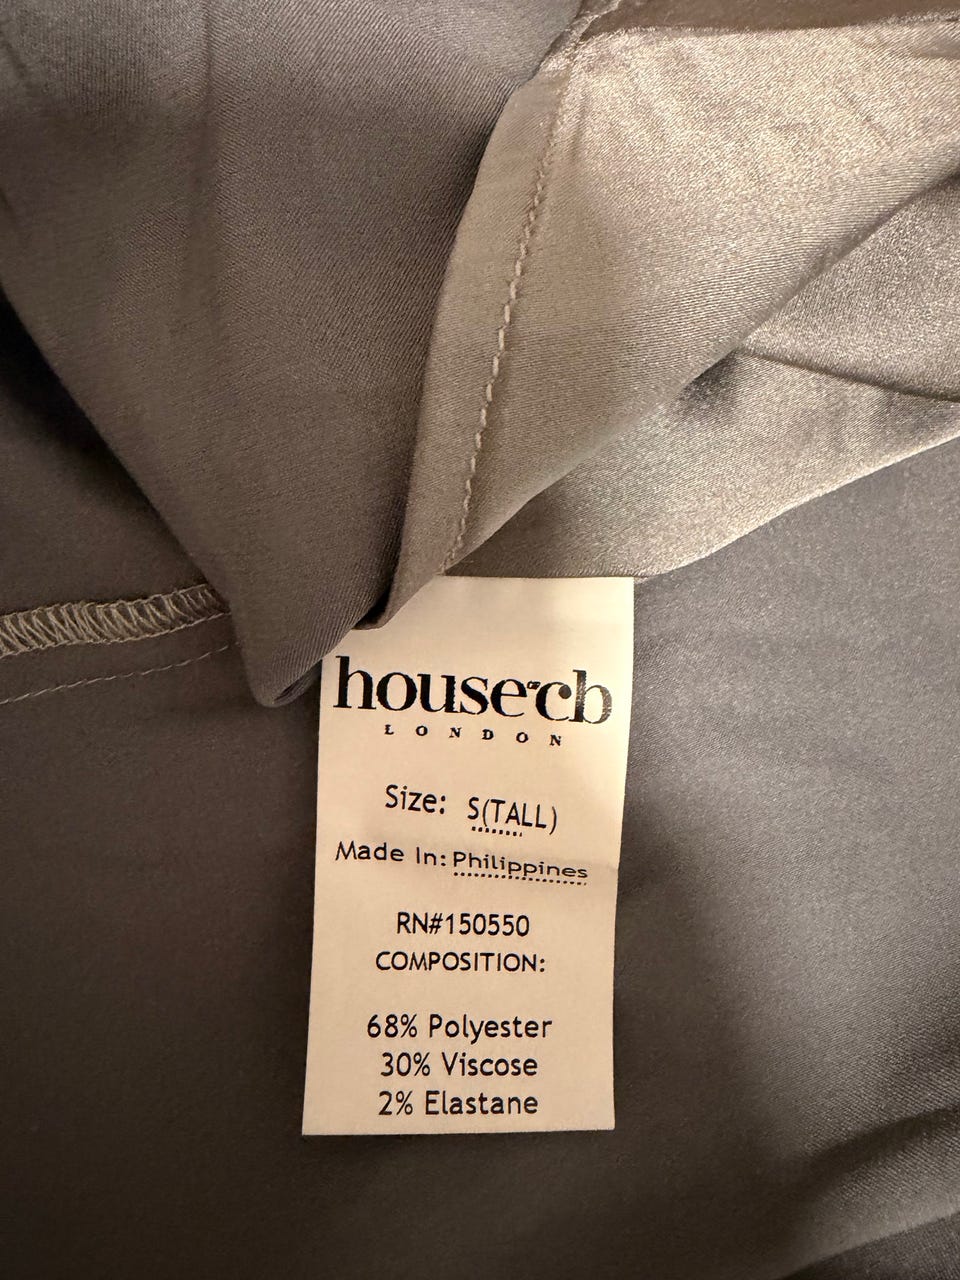 house of cb
LONDON
Size: S(TALL)
Made In: Philippines
RN#150550
COMPOSITION:
68% Polyester
30% Viscose
2% Elastane